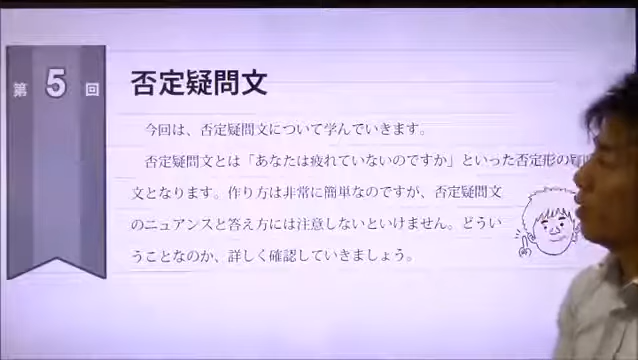 第 5 回
否定疑問文
今回は、否定疑問文について学んでいきます。
否定疑問文とは「あなたは疲れていないのですか」といった否定形の疑問
文となります。作り方は非常に簡単なのですが、否定疑問文
のニュアンスと答え方には注意しないといけません。どうい
うことなのか、詳しく確認していきましょう。